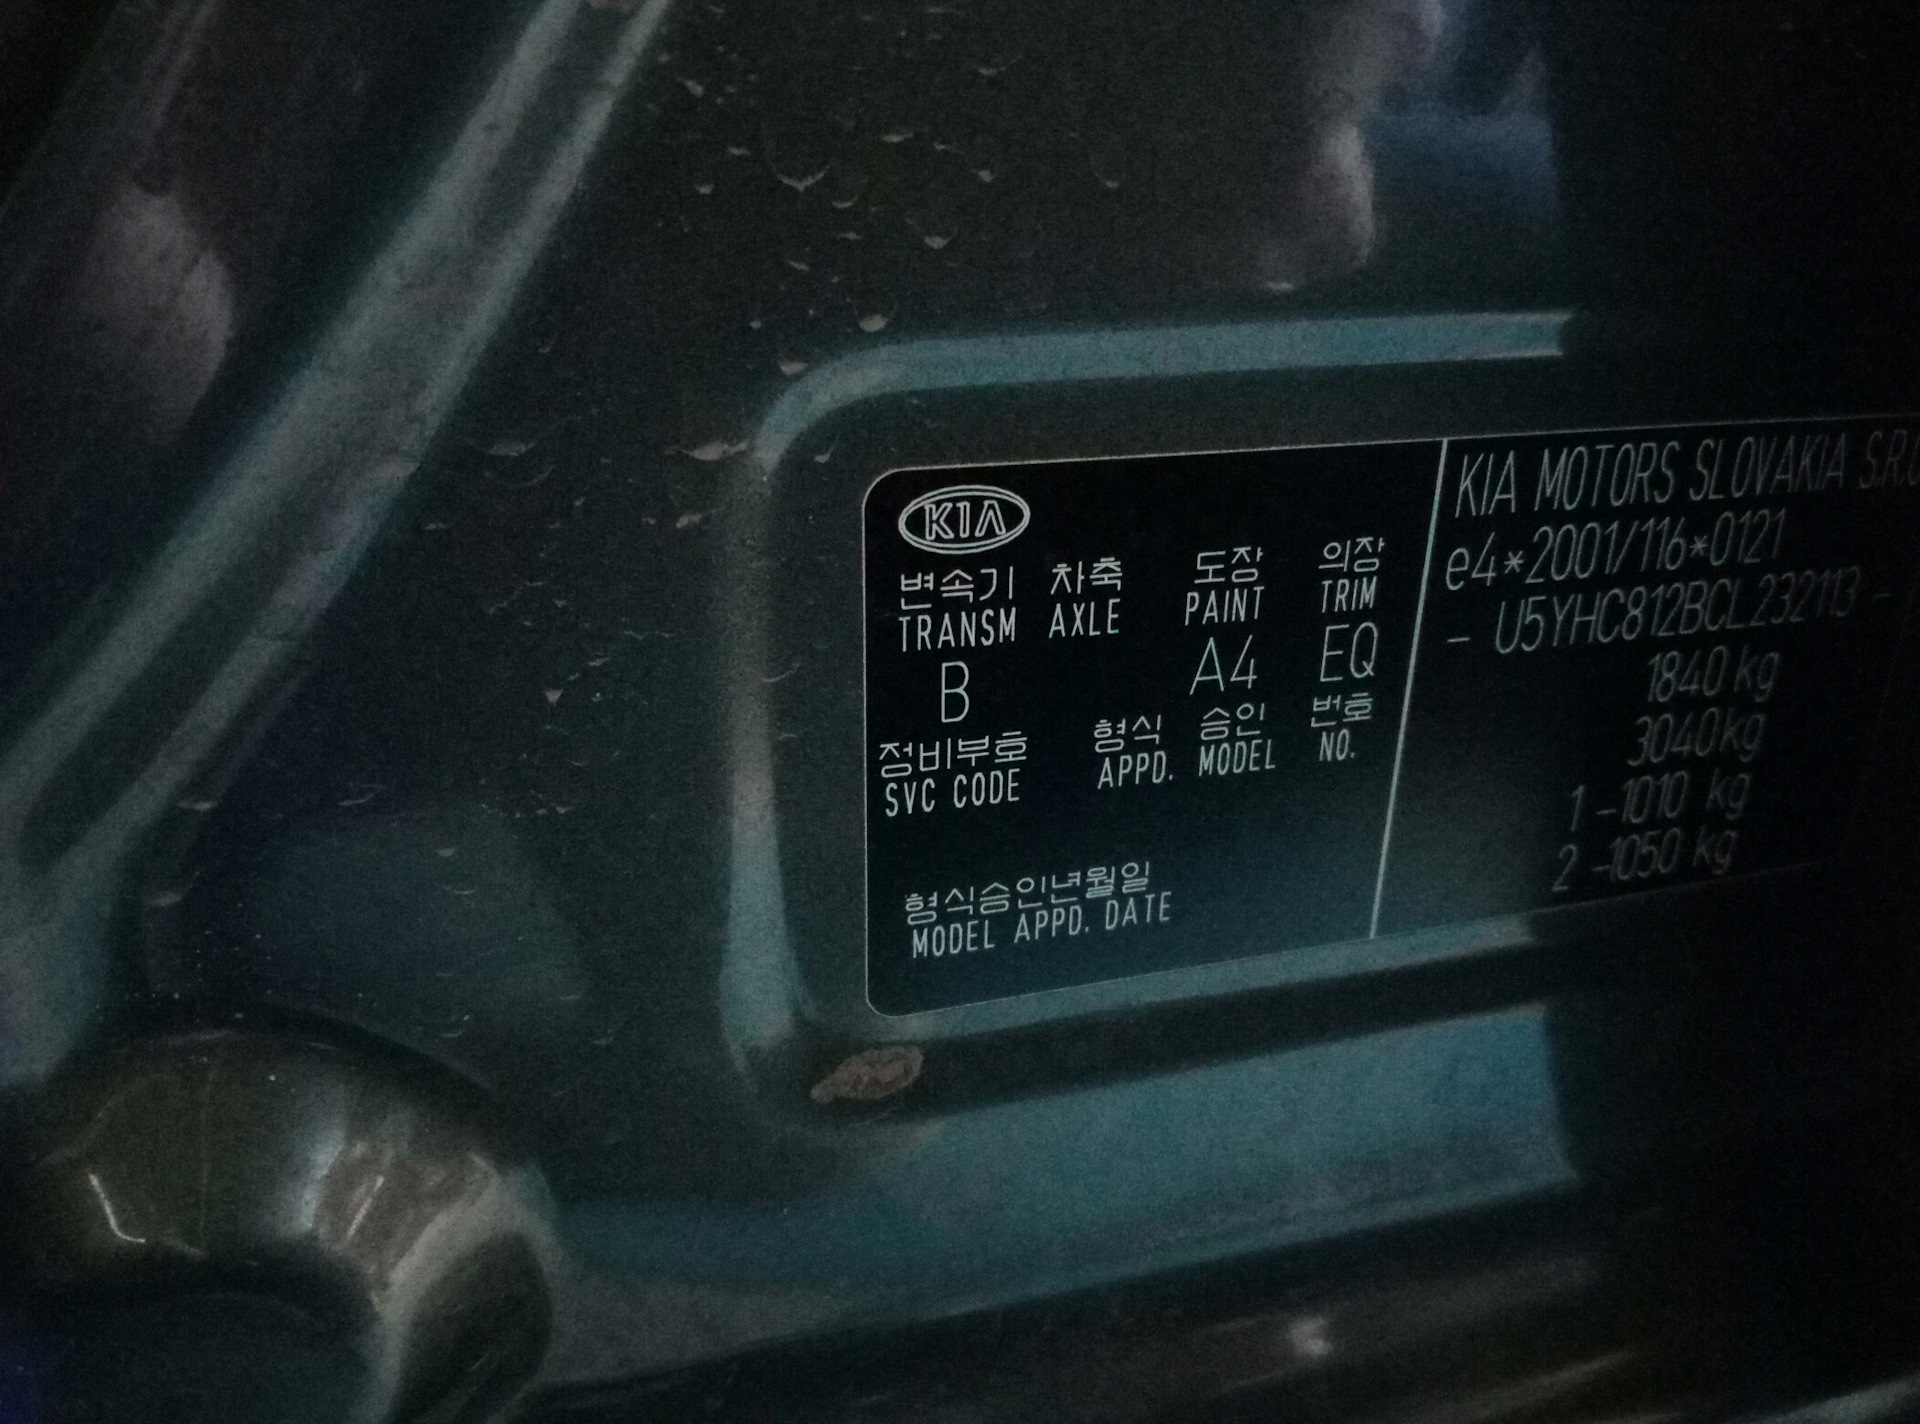 KIA
변속기 차축 도장 의장
TRANSM AXLE PAINT TRIM
B A4 EQ
정비부호 형식 승인 번호
SVC CODE APPD. MODEL NO.
형식승인년월일
MODEL APPD. DATE
KIA MOTORS SLOVAKIA S.R.O
e4*2001/116*0121
- U5YHC812BCL232113 -
1840 kg
3040 kg
1 -1010 kg
2 -1050 kg